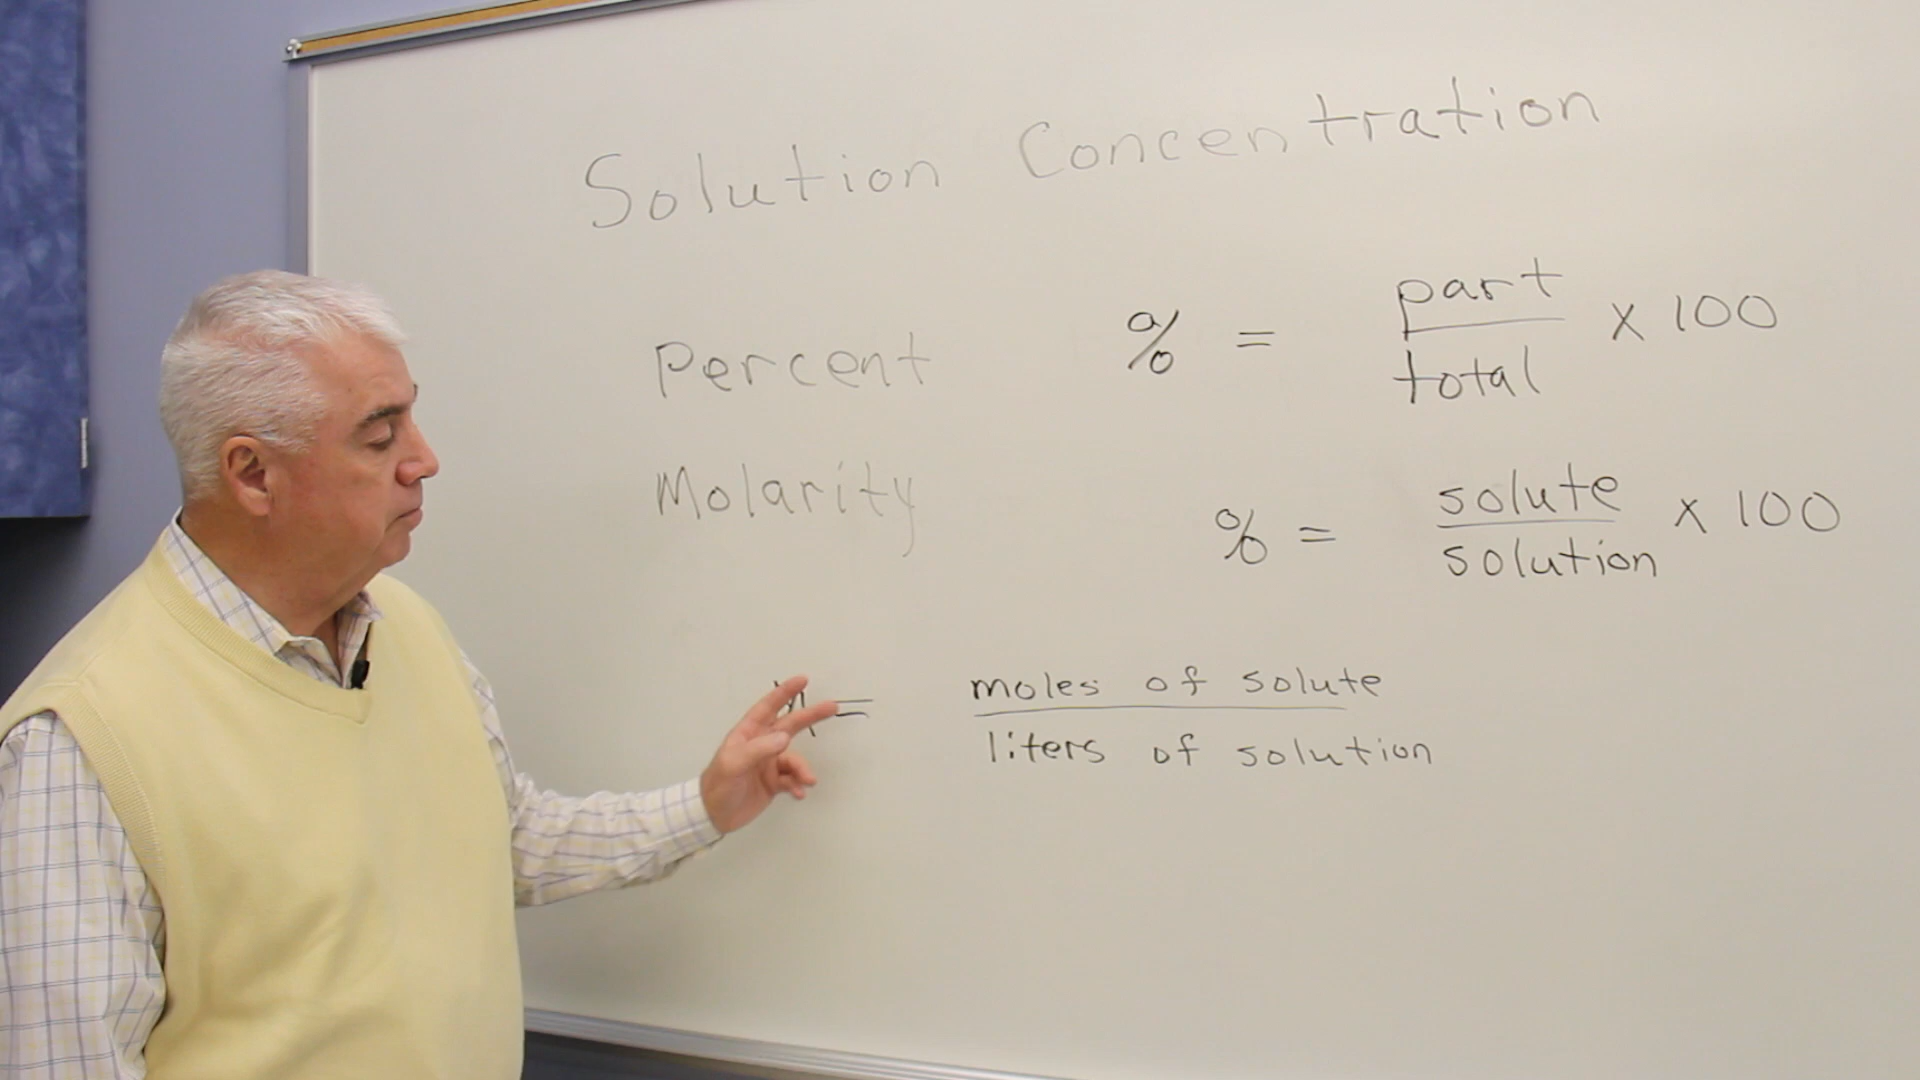 Solution Concentration
Percent
% = part / total x 100
Molarity
% = solute / solution x 100
M = moles of solute / liters of solution